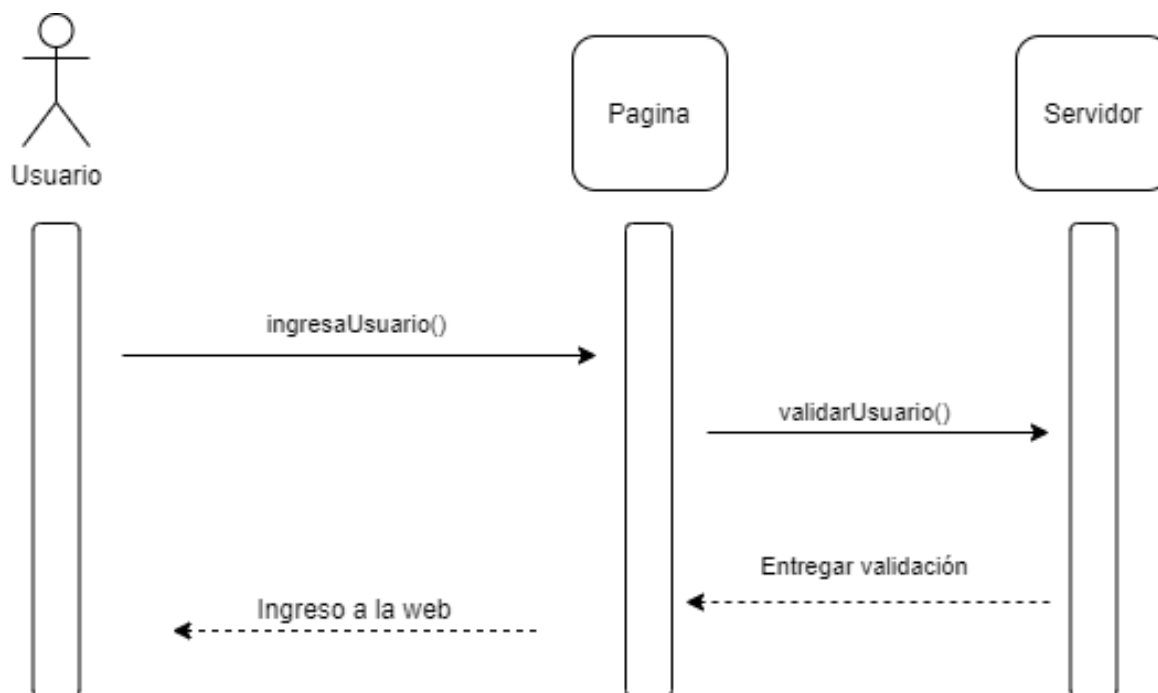 Usuario
Pagina
Servidor
ingresaUsuario()
validarUsuario()
Entregar validación
Ingreso a la web